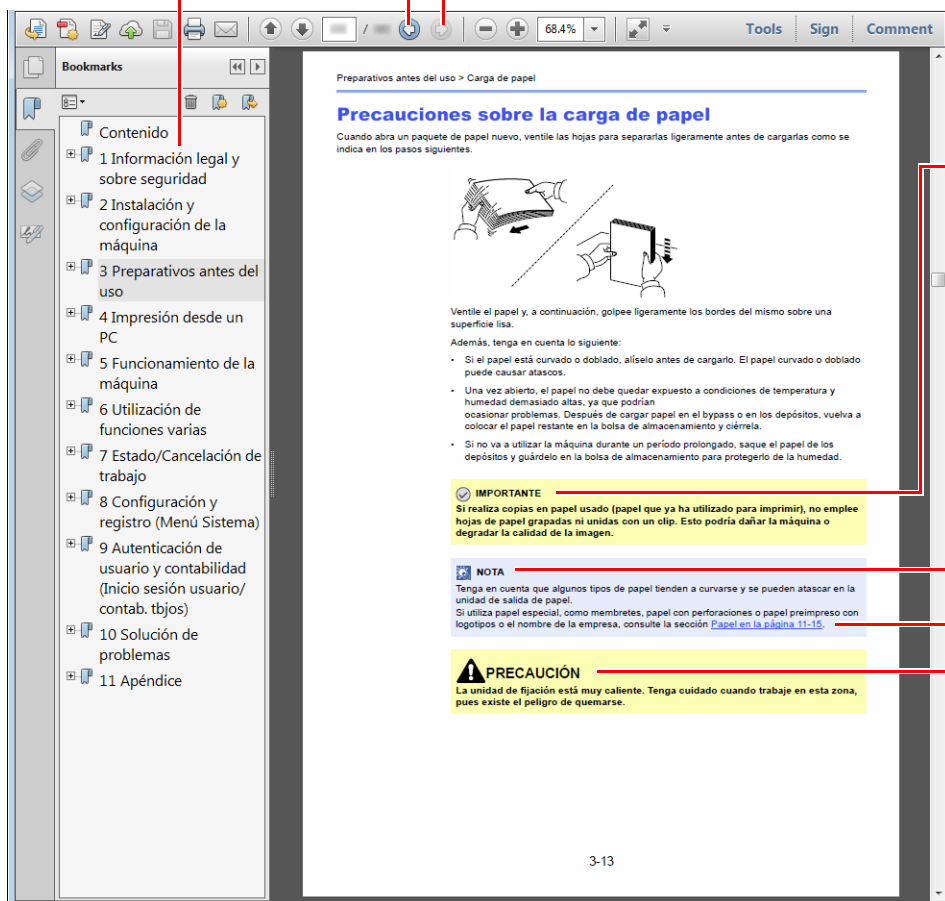 / 68.4% Tools Sign Comment
Bookmarks
Contenido
1 Información legal y
sobre seguridad
2 Instalación y
configuración de la
máquina
3 Preparativos antes del
uso
4 Impresión desde un
PC
5 Funcionamiento de la
máquina
6 Utilización de
funciones varias
7 Estado/Cancelación de
trabajo
8 Configuración y
registro (Menú Sistema)
9 Autenticación de
usuario y contabilidad
(Inicio sesión usuario/
contab. tbjos)
10 Solución de
problemas
11 Apéndice
Preparativos antes del uso > Carga de papel
Precauciones sobre la carga de papel
Cuando abra un paquete de papel nuevo, ventile las hojas para separarlas ligeramente antes de cargarlas como se
indica en los pasos siguientes.
Ventile el papel y, a continuación, golpee ligeramente los bordes del mismo sobre una
superficie lisa.
Además, tenga en cuenta lo siguiente:
• Si el papel está curvado o doblado, alíselo antes de cargarlo. El papel curvado o doblado
puede causar atascos.
• Una vez abierto, el papel no debe quedar expuesto a condiciones de temperatura y
humedad demasiado altas, ya que podrían
ocasionar problemas. Después de cargar papel en el bypass o en los depósitos, vuelva a
colocar el papel restante en la bolsa de almacenamiento y ciérrela.
• Si no va a utilizar la máquina durante un período prolongado, saque el papel de los
depósitos y guárdelo en la bolsa de almacenamiento para protegerlo de la humedad.
IMPORTANTE
Si realiza copias en papel usado (papel que ya ha utilizado para imprimir), no emplee
hojas de papel grapadas ni unidas con un clip. Esto podría dañar la máquina o
degradar la calidad de la imagen.
NOTA
Tenga en cuenta que algunos tipos de papel tienden a curvarse y se pueden atascar en la
unidad de salida de papel.
Si utiliza papel especial, como membretes, papel con perforaciones o papel preimpreso con
logotipos o el nombre de la empresa, consulte la sección Papel en la página 11-15.
PRECAUCIÓN
La unidad de fijación está muy caliente. Tenga cuidado cuando trabaje en esta zona,
pues existe el peligro de quemarse.
3-13